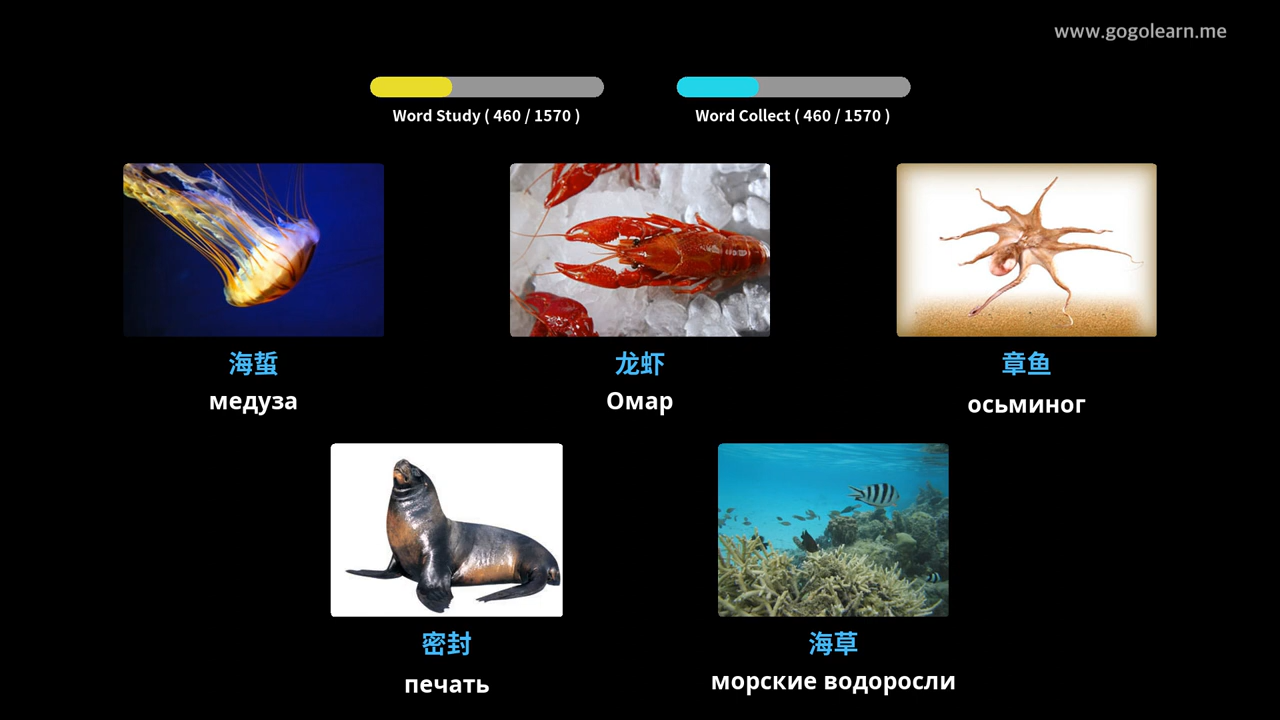 www.gogolearn.me
Word Study ( 460 / 1570 )
Word Collect ( 460 / 1570 )
海蜇
медуза
龙虾
Омар
章鱼
осьминог
密封
печать
海草
морские водоросли